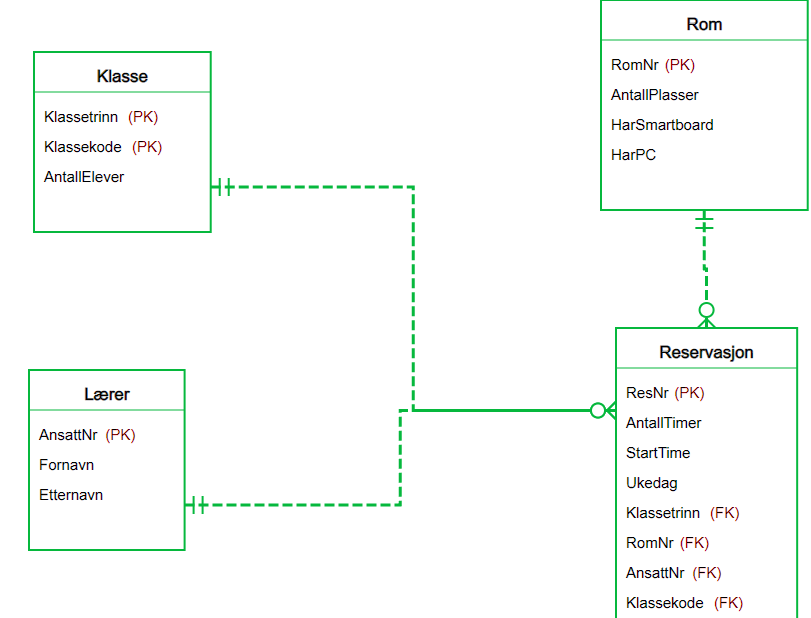 Rom
RomNr (PK)
AntallPlasser
HarSmartboard
HarPC
Klasse
Klassetrinn (PK)
Klassekode (PK)
AntallElever
Lærer
AnsattNr (PK)
Fornavn
Etternavn
Reservasjon
ResNr (PK)
AntallTimer
StartTime
Ukedag
Klassetrinn (FK)
RomNr (FK)
AnsattNr (FK)
Klassekode (FK)